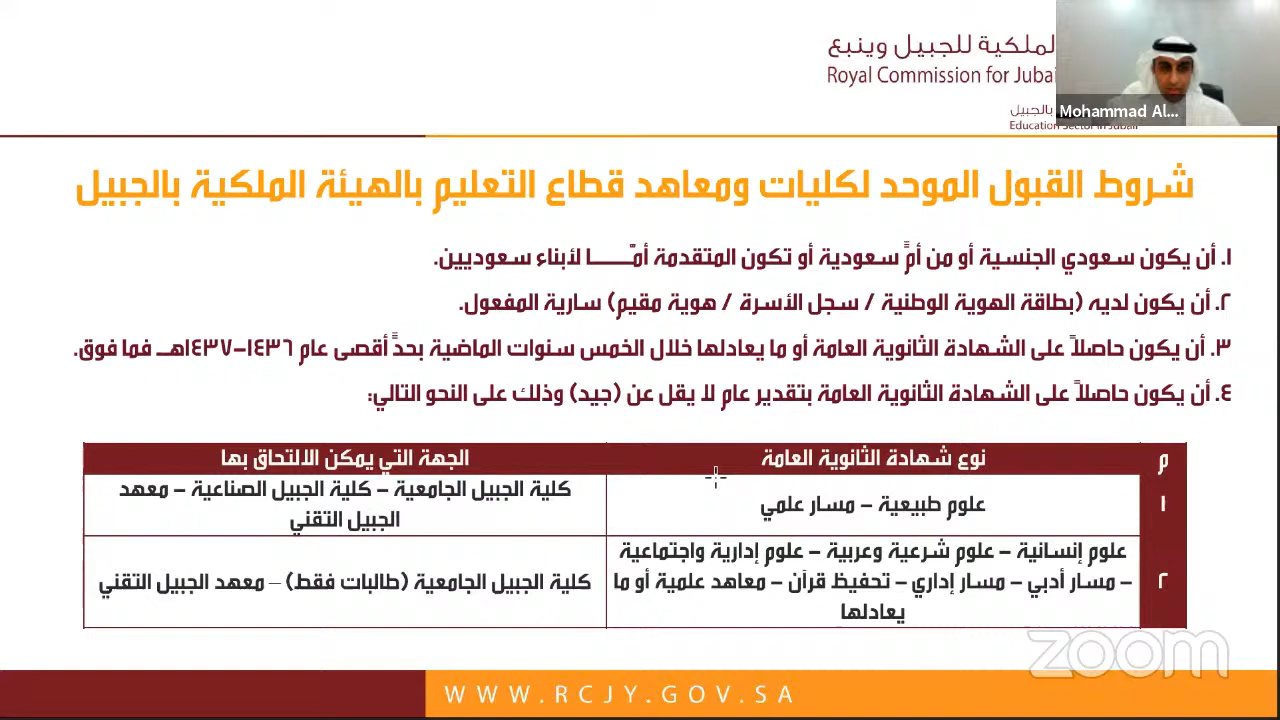 الملكية للجبيل وينبع
Royal Commission for Jubai
بالجبيل
Education Sector in Jubail
Mohammad Al...
شروط القبول الموحد لكليات ومعاهد قطاع التعليم بالهيئة الملكية بالجبيل
١. أن يكون سعودي الجنسية أو من أمًّ سعودية أو تكون المتقدمة أمًّـــــا لأبناء سعوديين.
٢. أن يكون لديه (بطاقة الهوية الوطنية / سجل الأسرة / هوية مقيم) سارية المفعول.
٣. أن يكون حاصلاً على الشهادة الثانوية العامة أو ما يعادلها خلال الخمس سنوات الماضية بحدًّ أقصى عام ١٤٣٦-١٤٣٧هـ فما فوق.
٤. أن يكون حاصلاً على الشهادة الثانوية العامة بتقدير عام لا يقل عن (جيد) وذلك على النحو التالي:
م نوع شهادة الثانوية العامة الجهة التي يمكن الالتحاق بها
١ علوم طبيعية – مسار علمي كلية الجبيل الجامعية – كلية الجبيل الصناعية – معهد
الجبيل التقني
علوم إنسانية – علوم شرعية وعربية – علوم إدارية واجتماعية
٢ – مسار أدبي – مسار إداري – تحفيظ قرآن – معاهد علمية أو ما كلية الجبيل الجامعية (طالبات فقط) – معهد الجبيل التقني
يعادلها
zoom
WWW.RCJY.GOV.SA